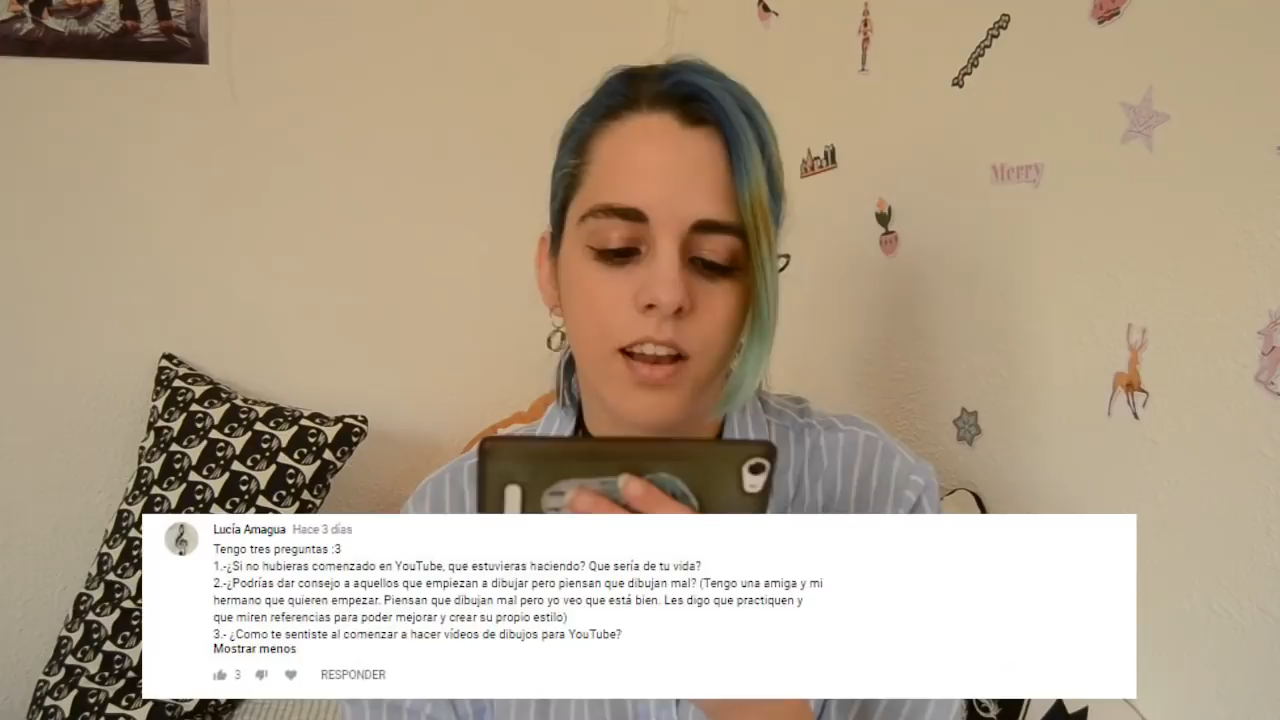 Merry
Lucía Amagua Hace 3 días
Tengo tres preguntas :3
1.-¿Si no hubieras comenzado en YouTube, que estuvieras haciendo? Que sería de tu vida?
2.-¿Podrías dar consejo a aquellos que empiezan a dibujar pero piensan que dibujan mal? (Tengo una amiga y mi
hermano que quieren empezar. Piensan que dibujan mal pero yo veo que está bien. Les digo que practiquen y
que miren referencias para poder mejorar y crear su propio estilo)
3.- ¿Como te sentiste al comenzar a hacer vídeos de dibujos para YouTube?
Mostrar menos
3 RESPONDER